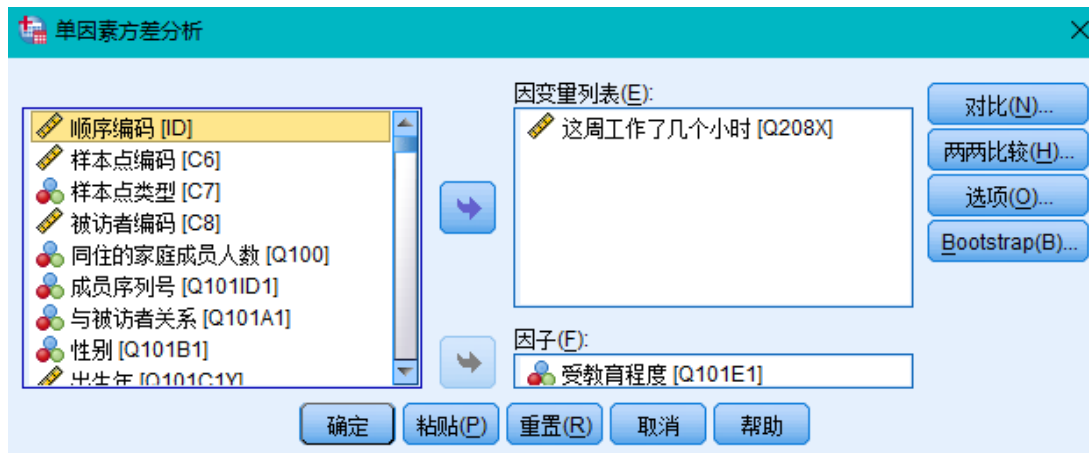 单因素方差分析
顺序编码 [ID]
样本点编码 [C6]
样本点类型 [C7]
被访者编码 [C8]
同住的家庭成员人数 [Q100]
成员序列号 [Q101ID1]
与被访者关系 [Q101A1]
性别 [Q101B1]
出生年 [Q101C1Y]
因变量列表(E):
这周工作了几个小时 [Q208X]
因子(F):
受教育程度 [Q101E1]
对比(N)...
两两比较(H)...
选项(O)...
Bootstrap(B)...
确定 粘贴(P) 重置(R) 取消 帮助